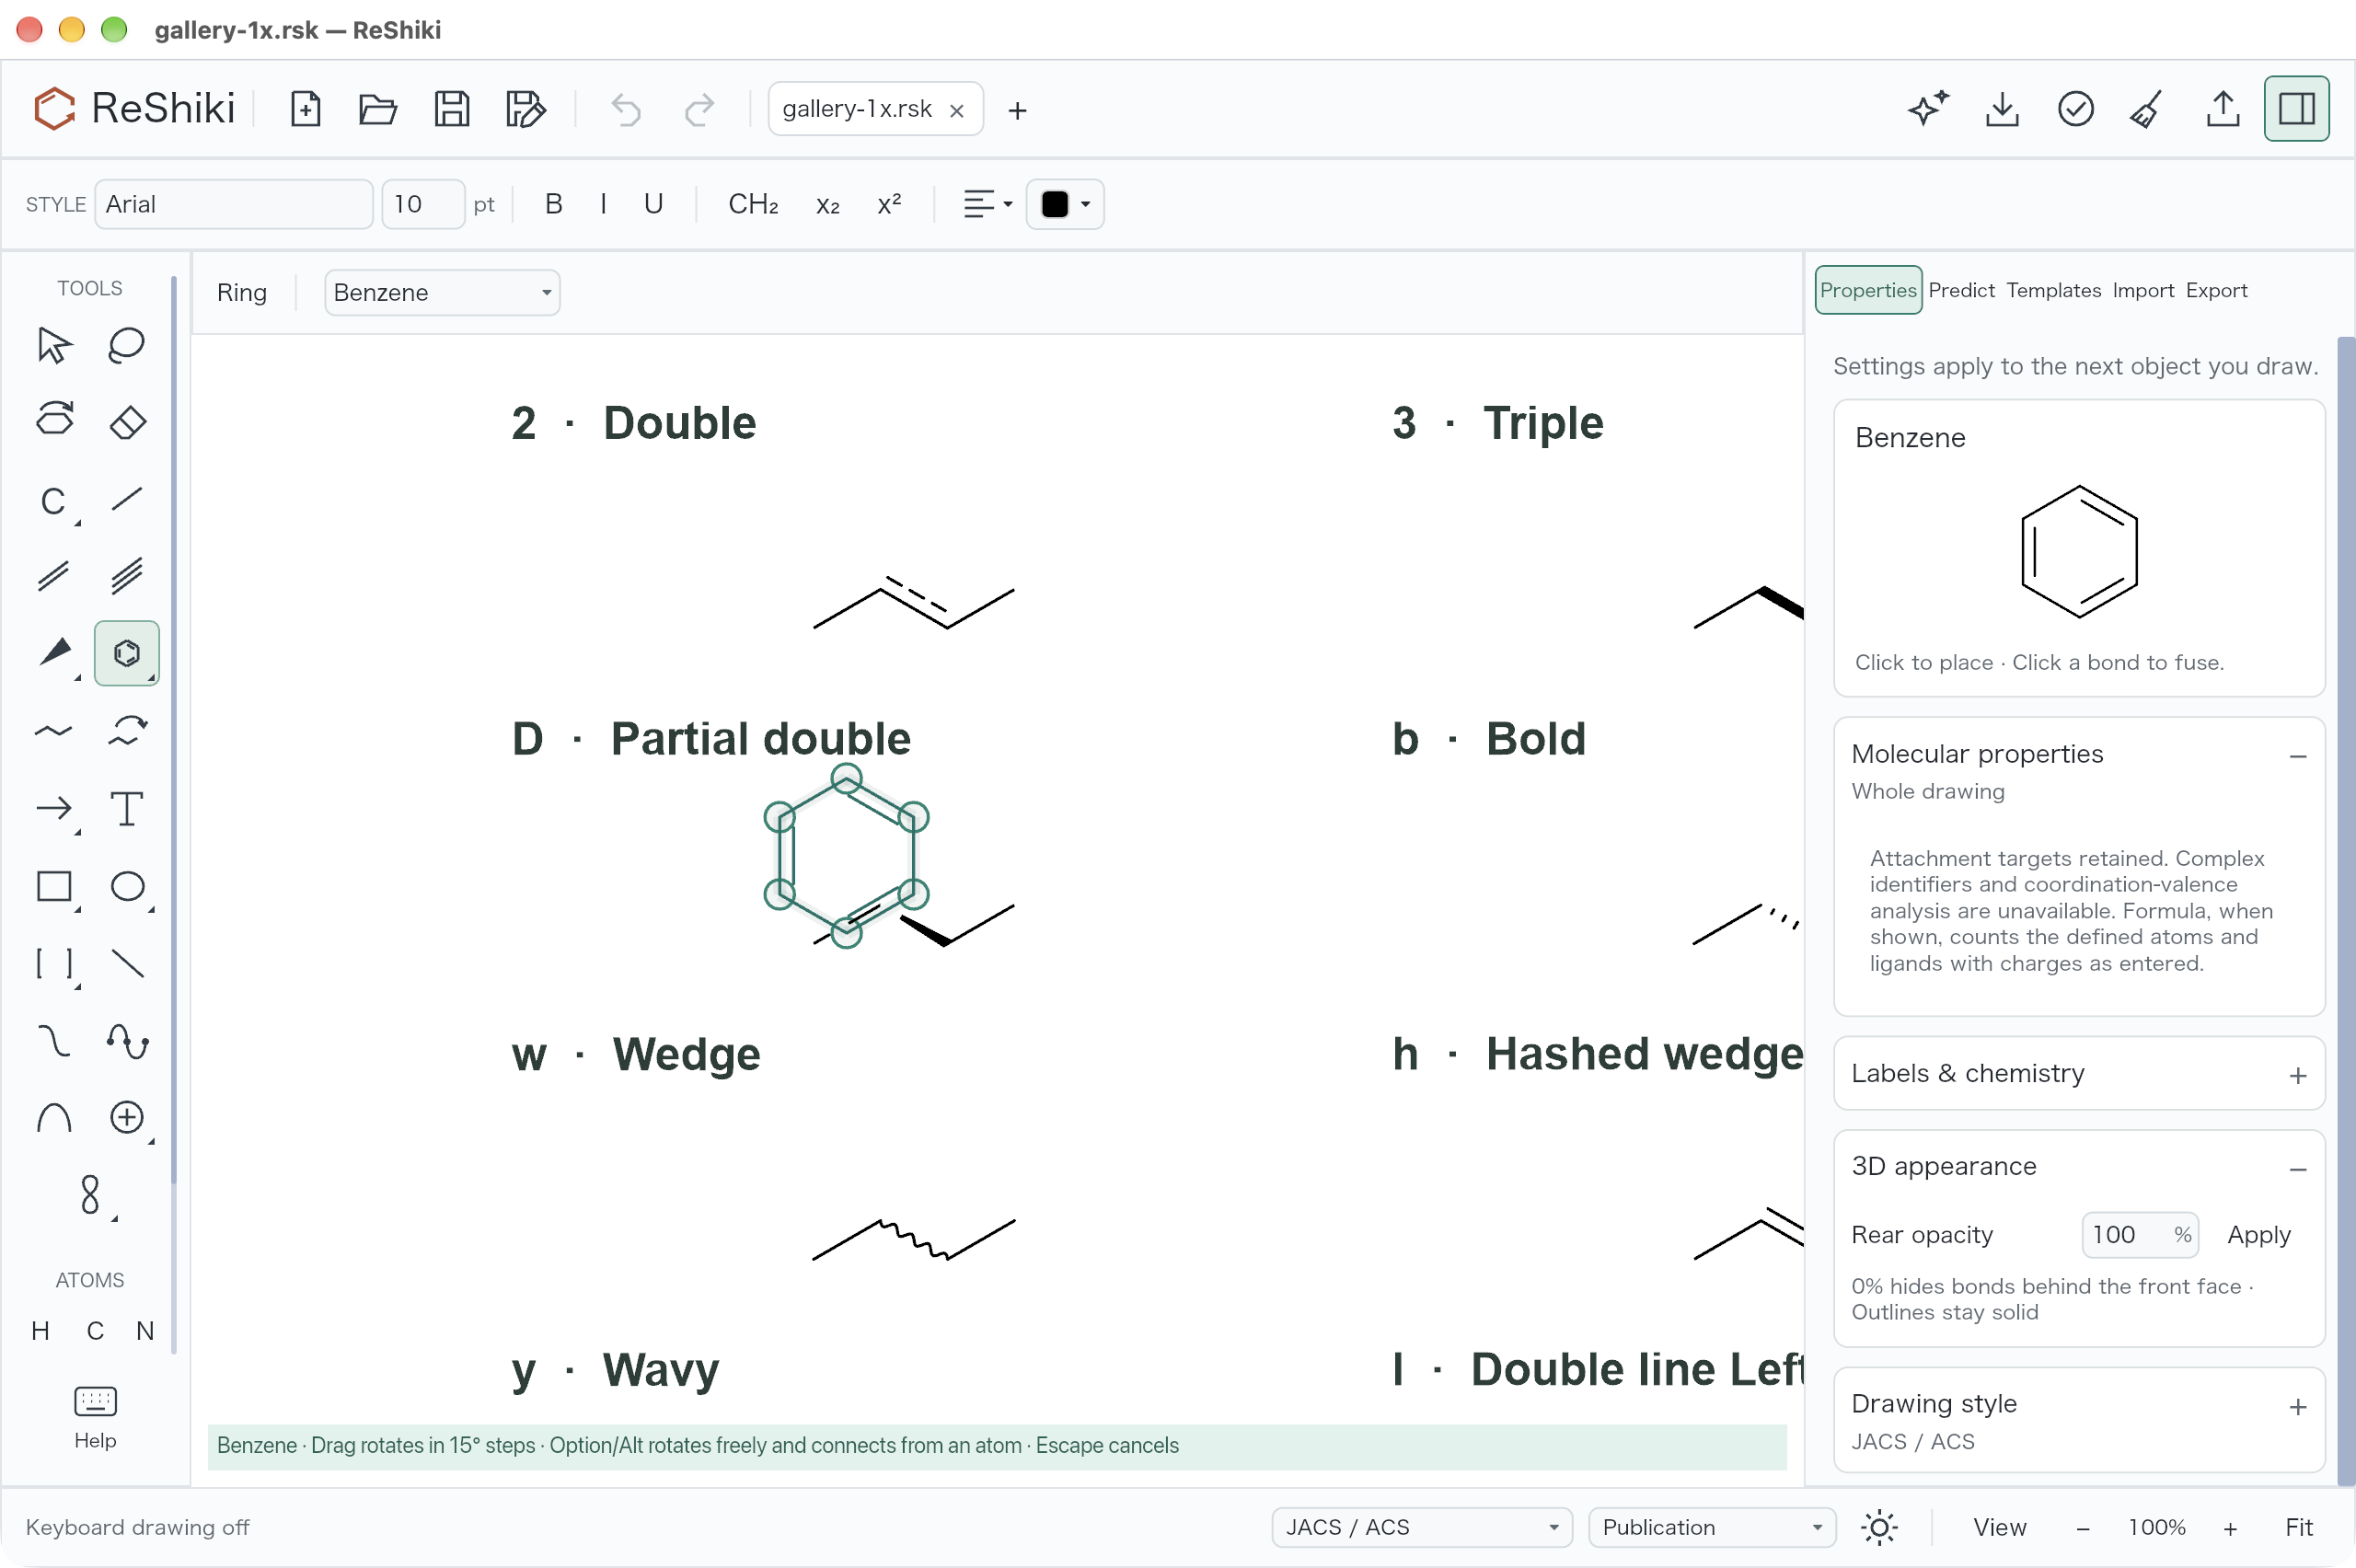 gallery-1x.rsk — ReShiki
ReShiki
gallery-1x.rsk × +
STYLE Arial 10 pt B I U CH₂ x₂ x²
TOOLS
Ring Benzene
Properties Predict Templates Import Export
Settings apply to the next object you draw.
2 · Double
3 · Triple
Benzene
C
Click to place · Click a bond to fuse.
D · Partial double
b · Bold
Molecular properties −
Whole drawing
T
Attachment targets retained. Complex
identifiers and coordination-valence
analysis are unavailable. Formula, when
shown, counts the defined atoms and
ligands with charges as entered.
[ ]
w · Wedge
h · Hashed wedge
Labels & chemistry +
3D appearance −
Rear opacity 100 % Apply
0% hides bonds behind the front face ·
Outlines stay solid
ATOMS
H C N
y · Wavy
l · Double line Left
Drawing style +
JACS / ACS
Help
Benzene · Drag rotates in 15° steps · Option/Alt rotates freely and connects from an atom · Escape cancels
Keyboard drawing off
JACS / ACS Publication View − 100% + Fit